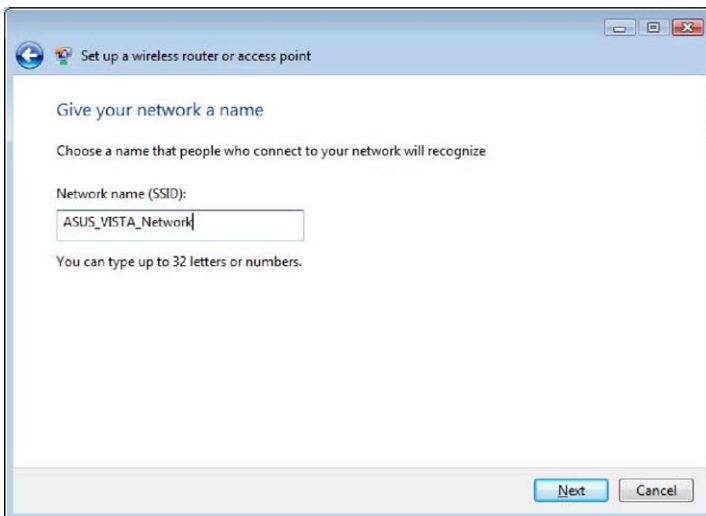 Set up a wireless router or access point
Give your network a name
Choose a name that people who connect to your network will recognize
Network name (SSID):
ASUS_VISTA_Network
You can type up to 32 letters or numbers.
Next Cancel